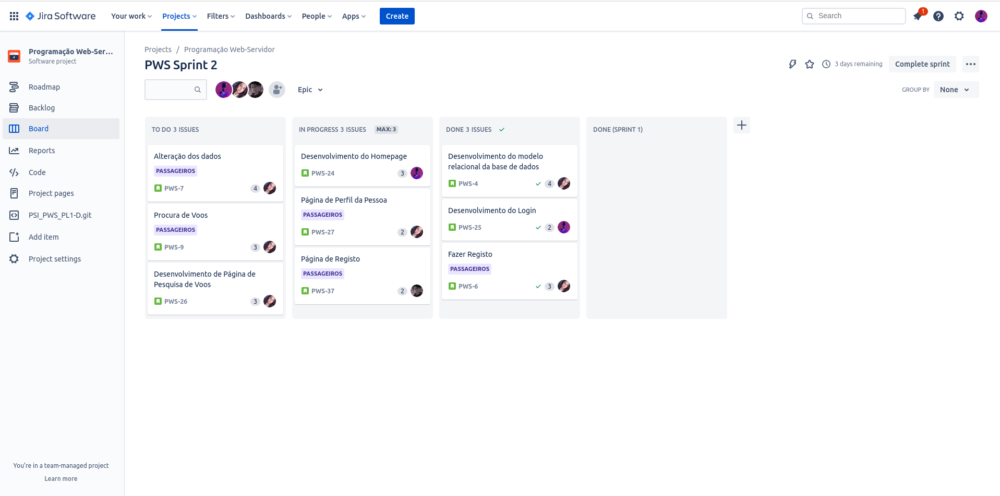 Jira Software
Your work
Projects
Filters
Dashboards
People
Apps
Create
Search
1
Programação Web-Ser...
Software project
Roadmap
Backlog
Board
Reports
Code
Project pages
PSI_PWS_PL1-D.git
Add item
Project settings
You're in a team-managed project
Learn more
Projects / Programação Web-Servidor
PWS Sprint 2
3 days remaining
Complete sprint
Epic
GROUP BY
None
TO DO 3 ISSUES
Alteração dos dados
PASSAGEIROS
PWS-7
4
Procura de Voos
PASSAGEIROS
PWS-9
3
Desenvolvimento de Página de
Pesquisa de Voos
PWS-26
3
IN PROGRESS 3 ISSUES
MAX: 3
Desenvolvimento do Homepage
PWS-24
3
Página de Perfil da Pessoa
PASSAGEIROS
PWS-27
2
Página de Registo
PASSAGEIROS
PWS-37
2
DONE 3 ISSUES
Desenvolvimento do modelo
relacional da base de dados
PWS-4
4
Desenvolvimento do Login
PWS-25
2
Fazer Registo
PASSAGEIROS
PWS-6
3
DONE (SPRINT 1)